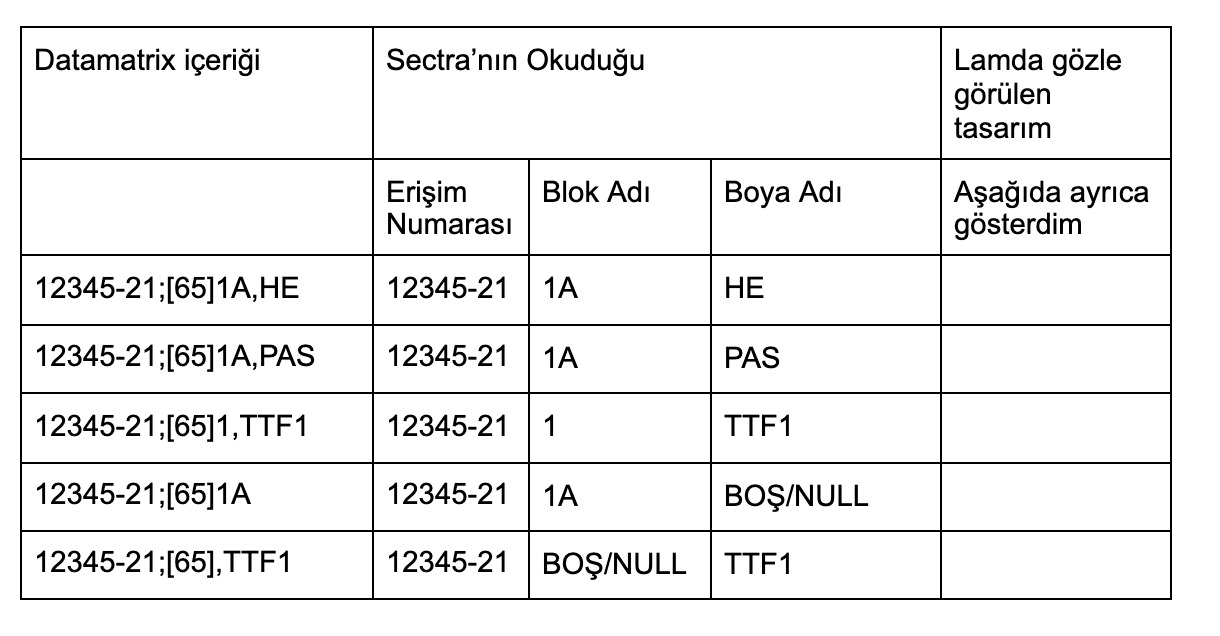 Datamatrix içeriği
Sectra’nın Okuduğu
Lamda gözle
görülen
tasarım
Erişim
Numarası
Blok Adı
Boya Adı
Aşağıda ayrıca
gösterdim
12345-21;[65]1A,HE
12345-21
1A
HE
12345-21;[65]1A,PAS
12345-21
1A
PAS
12345-21;[65]1,TTF1
12345-21
1
TTF1
12345-21;[65]1A
12345-21
1A
BOŞ/NULL
12345-21;[65],TTF1
12345-21
BOŞ/NULL
TTF1